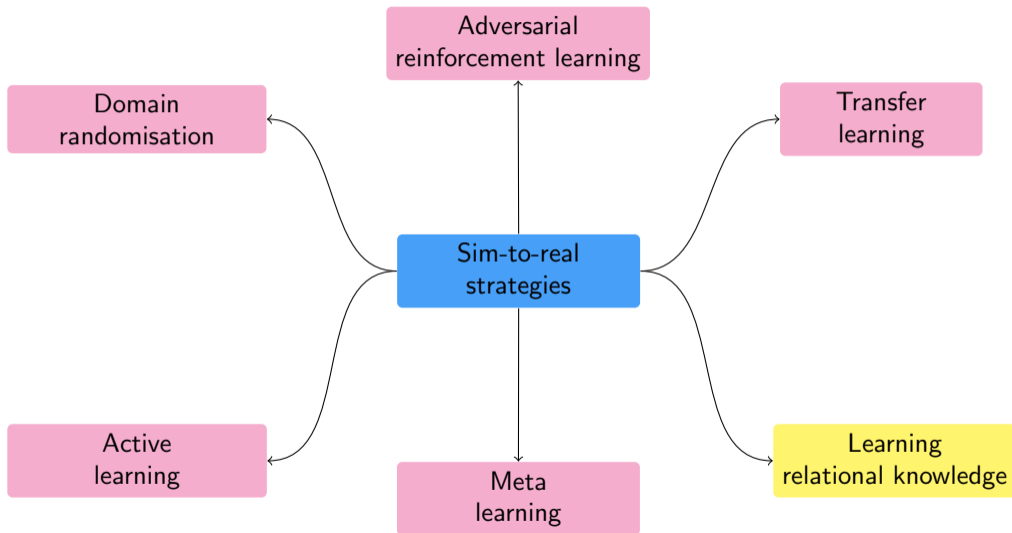 Adversarial
reinforcement learning
Domain
randomisation
Transfer
learning
Sim-to-real
strategies
Active
learning
Meta
learning
Learning
relational knowledge